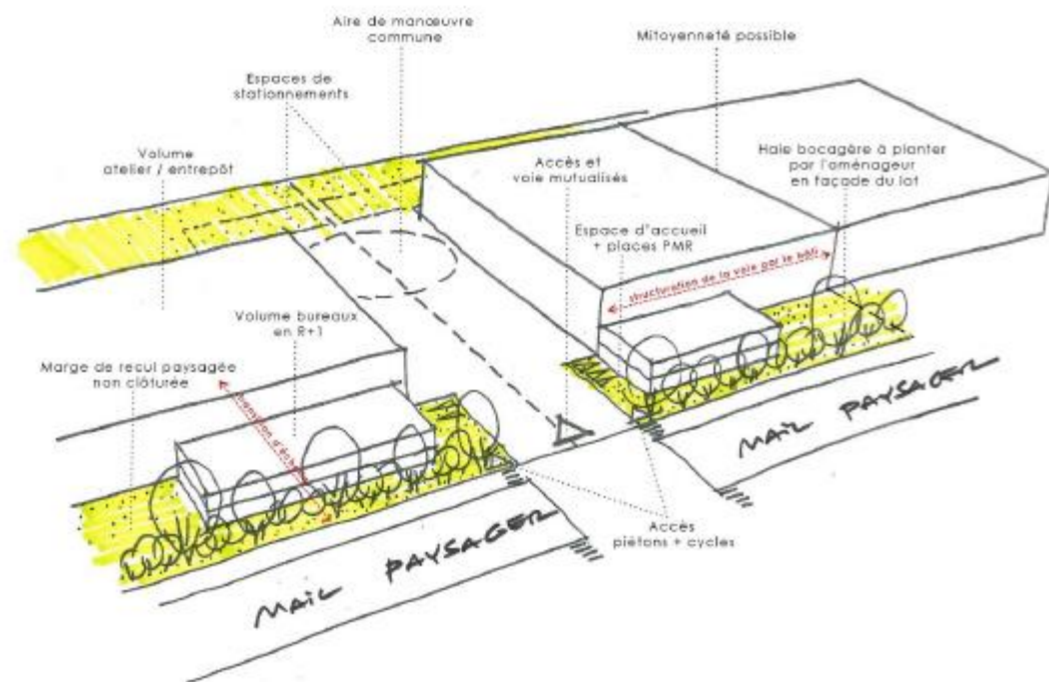 Aire de manœuvre
commune
Mitoyenneté possible
Espaces de
stationnements
Volume
atelier / entrepôt
Accès et
voie mutualisés
Haie bocagère à planter
par l'aménageur
en façade du lot
Espace d'accueil
+ places PMR
structuration de la voie par le bâti
Volume bureaux
en R+1
Marge de recul paysagée
non clôturée
transition d'échelle
MAIL PAYSAGER
Accès
piétons + cycles
MAIL PAYSAGER